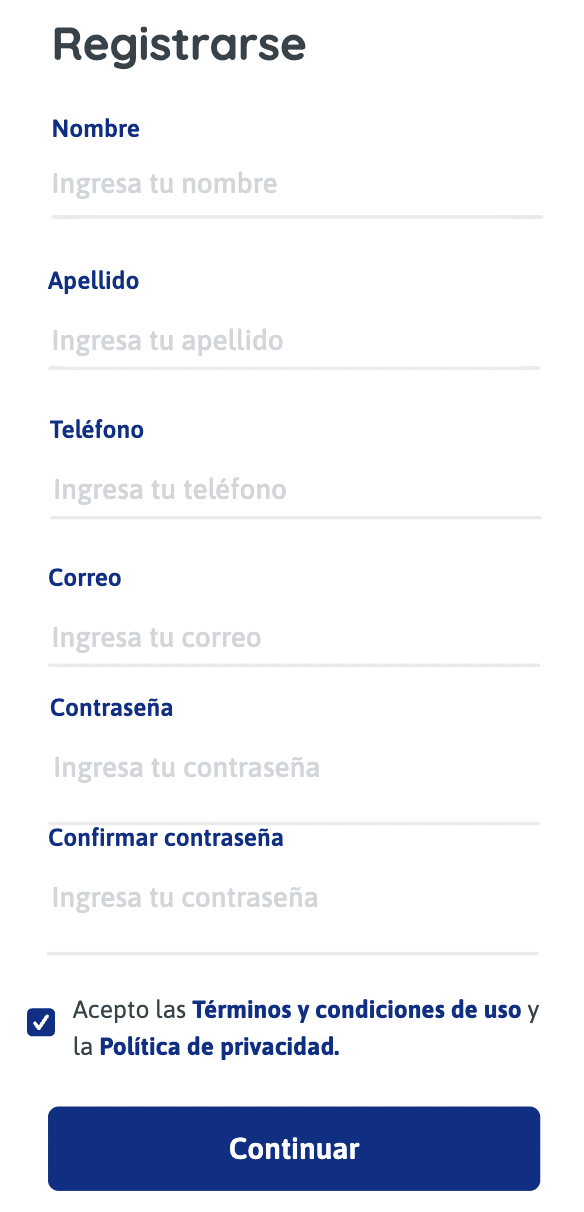 Registrarse
Nombre
Ingresa tu nombre
Apellido
Ingresa tu apellido
Teléfono
Ingresa tu teléfono
Correo
Ingresa tu correo
Contraseña
Ingresa tu contraseña
Confirmar contraseña
Ingresa tu contraseña
Acepto las Términos y condiciones de uso y
la Política de privacidad.
Continuar